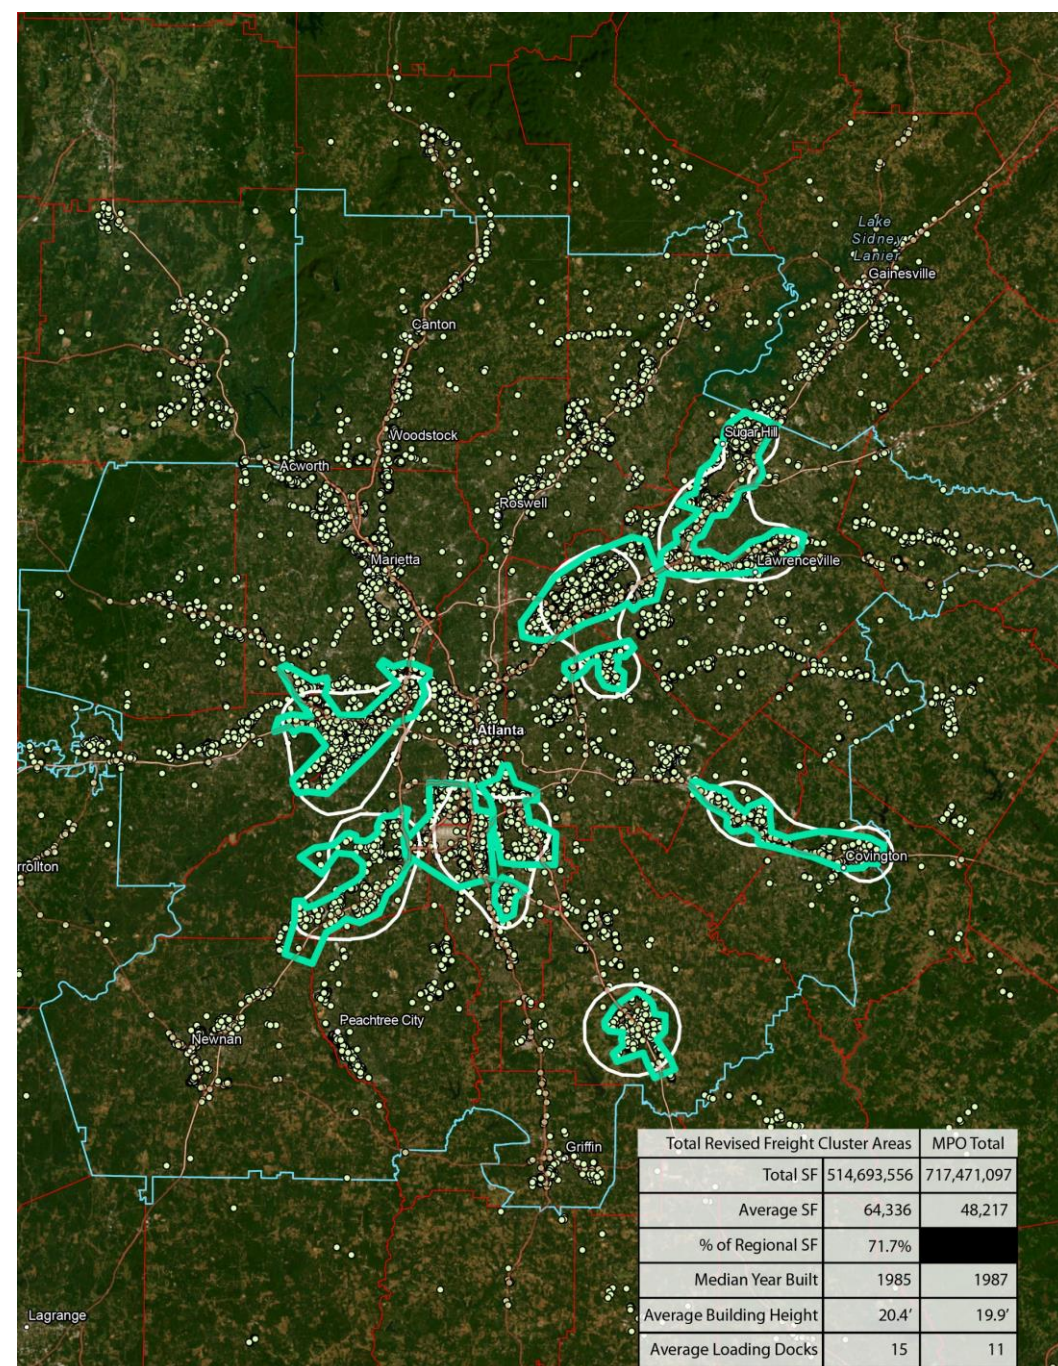 Lake
Sidney
Lanier
Gainesville
Canton
Woodstock
Sugar Hill
Acworth
Roswell
Marietta
Lawrenceville
Atlanta
Covington
rrollton
Peachtree City
Newnan
Griffin
Lagrange
Total Revised Freight Cluster Areas MPO Total
Total SF 514,693,556 717,471,097
Average SF 64,336 48,217
% of Regional SF 71.7%
Median Year Built 1985 1987
Average Building Height 20.4' 19.9'
Average Loading Docks 15 11